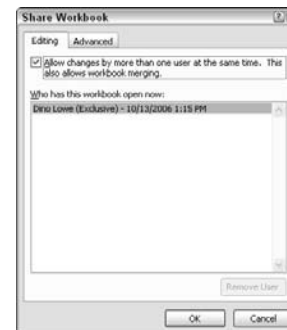 Share Workbook
Editing Advanced
Allow changes by more than one user at the same time. This
also allows workbook merging.
Who has this workbook open now:
Dino Lowe (Exclusive) - 10/13/2006 1:15 PM
Remove User
OK Cancel